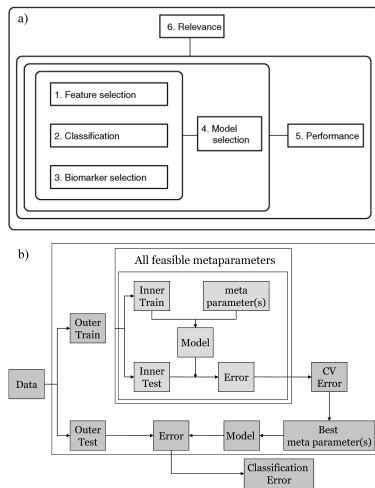 a)
6. Relevance
1. Feature selection
2. Classification
3. Biomarker selection
4. Model
selection
5. Performance
b)
All feasible metaparameters
Inner
Train
meta
parameter(s)
Outer
Train
Model
Inner
Test
Error
CV
Error
Data
Outer
Test
Error
Model
Best
meta parameter(s)
Classification
Error